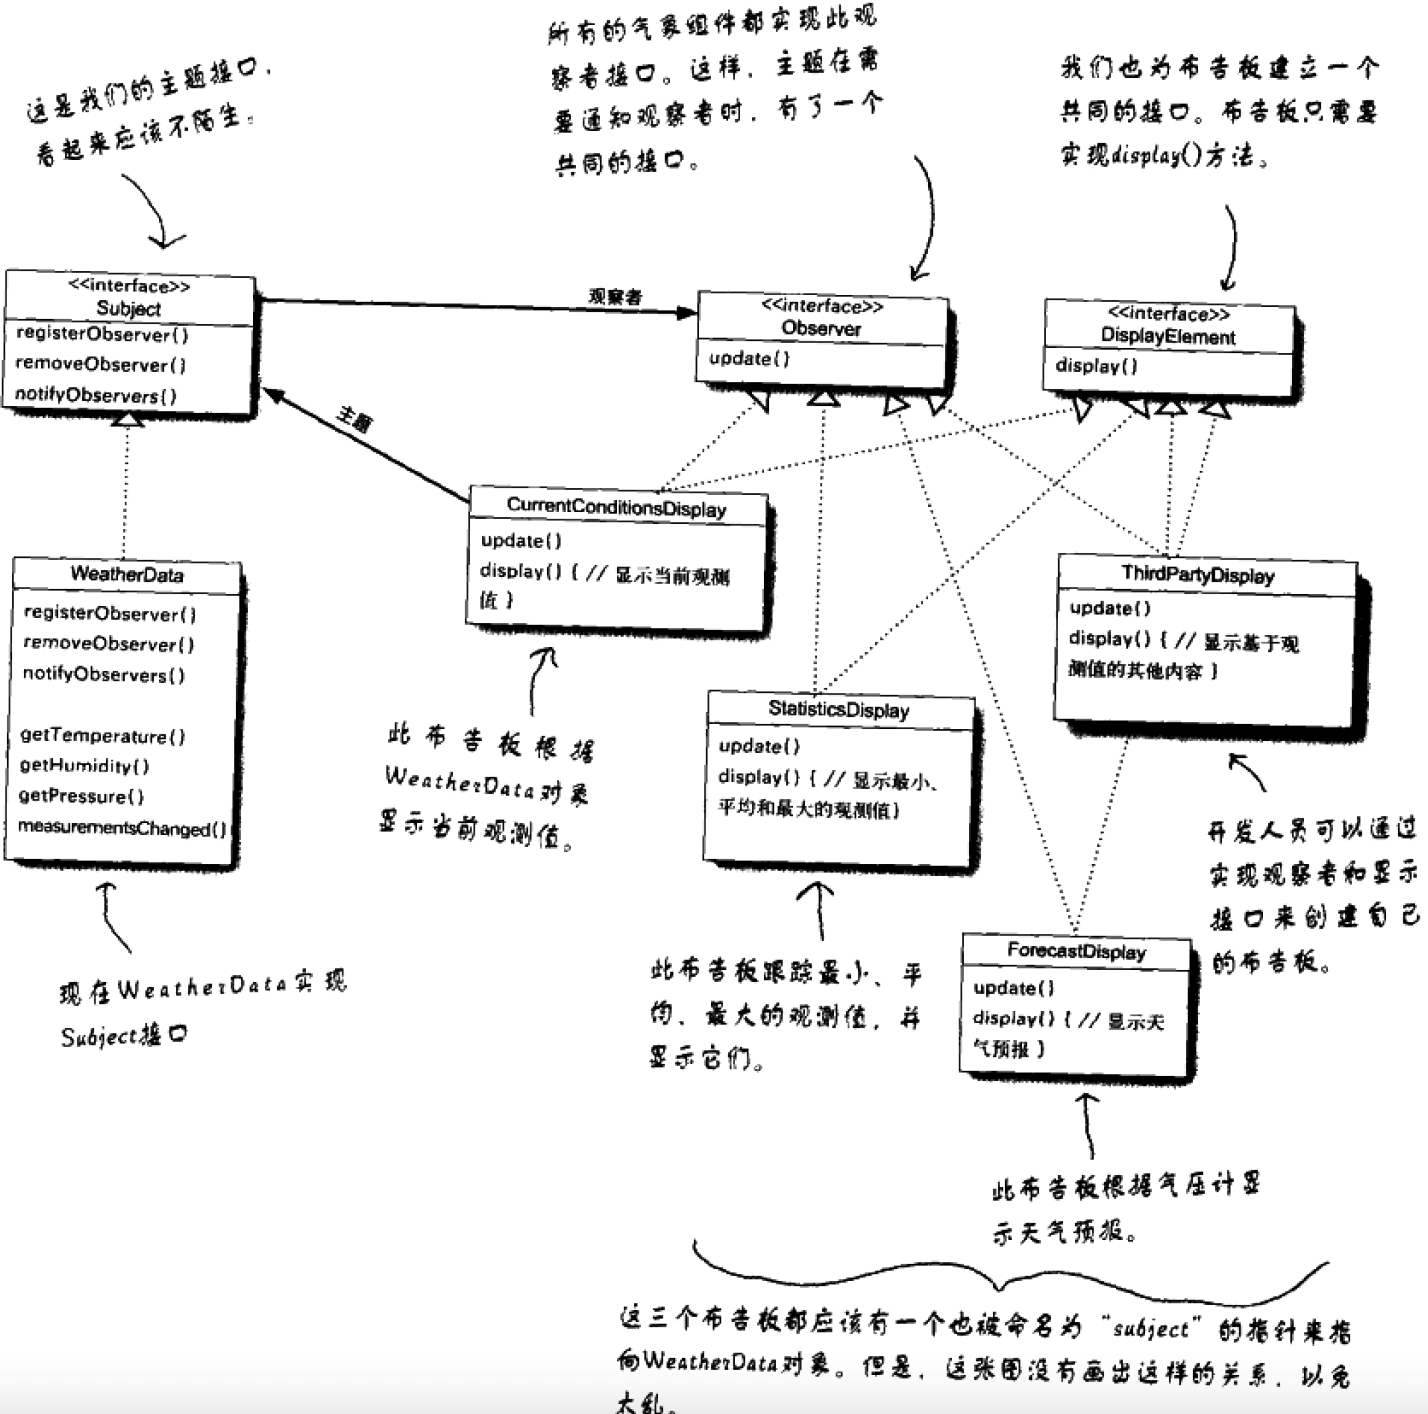 这是我们的主题接口，
看起来应该不陌生。
所有的气象组件都实现此观
察者接口。这样，主题在需
要通知观察者时，有了一个
共同的接口。
我们也为布告板建立一个
共同的接口。布告板只需要
实现display()方法。
<<interface>>
Subject
registerObserver()
removeObserver()
notifyObservers()
观察者
<<interface>>
Observer
update()
<<interface>>
DisplayElement
display()
主题
CurrentConditionsDisplay
update()
display() { // 显示当前观测
值 }
WeatherData
registerObserver()
removeObserver()
notifyObservers()
getTemperature()
getHumidity()
getPressure()
measurementsChanged()
ThirdPartyDisplay
update()
display() { // 显示基于观
测值的其他内容 }
此布告板根据
WeatherData对象
显示当前观测值。
StatisticsDisplay
update()
display() { // 显示最小、
平均和最大的观测值}
开发人员可以通过
实现观察者和显示
接口来创建自己
的布告板。
现在WeatherData实现
Subject接口
此布告板跟踪最小、平
均、最大的观测值，并
显示它们。
ForecastDisplay
update()
display() { // 显示天
气预报 }
此布告板根据气压计显
示天气预报。
这三个布告板都应该有一个也被命名为“subject”的指针来指
向WeatherData对象。但是，这张图没有画出这样的关系，以免
太乱。